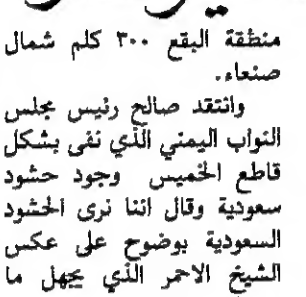 منطقة البقع ٣٠٠ كلم شمال
صنعاء.
وانتقد صالح رئيس مجلس
النواب اليمني الذي نفى بشكل
قاطع الخميس وجود حشود
سعودية وقال اننا نرى الحشود
السعودية بوضوح على عكس
الشيخ الاحمر الذي يجهل ما